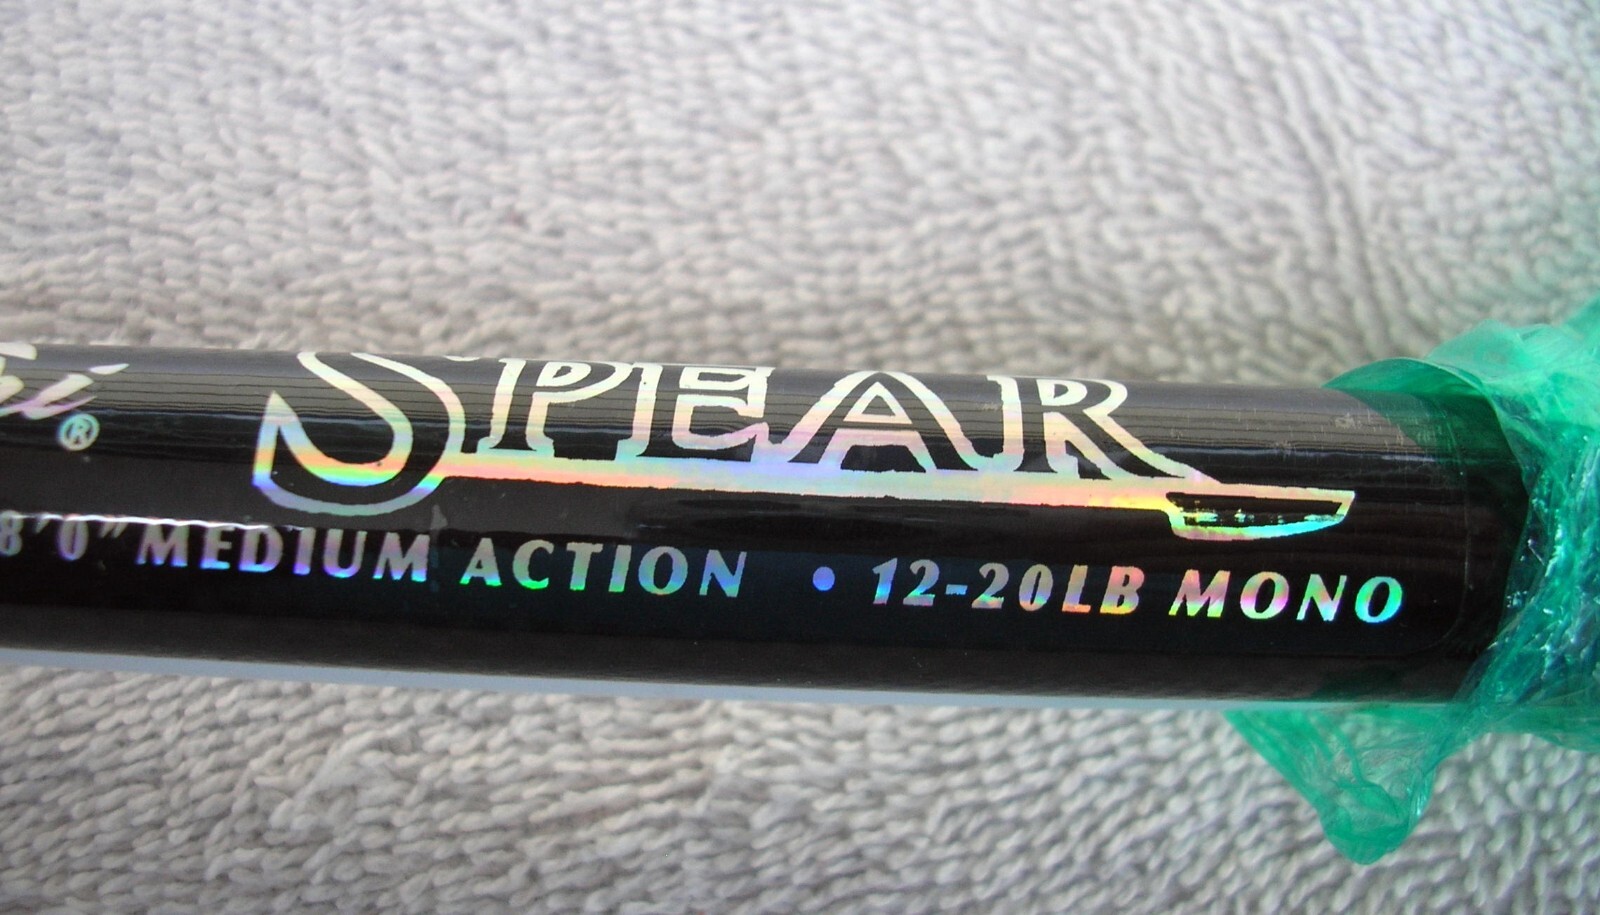 ® SPEAR
8'0" MEDIUM ACTION • 12-20LB MONO